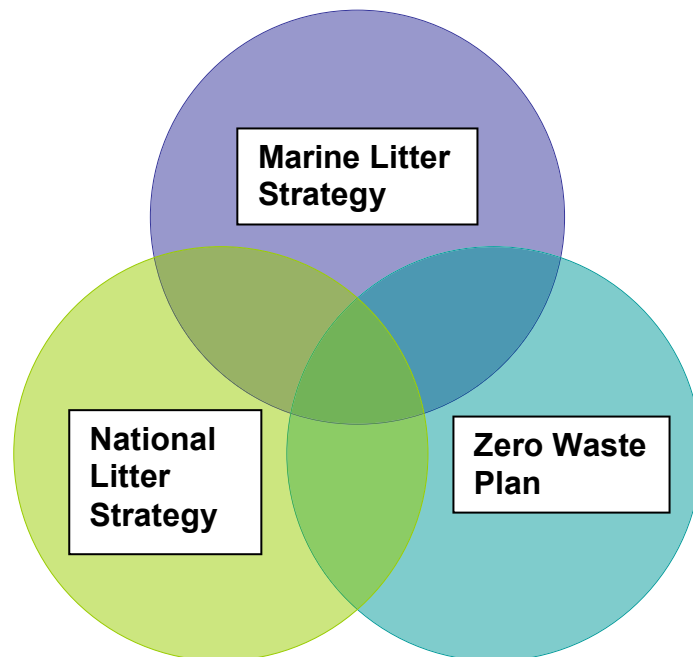 Marine Litter
Strategy
National
Litter
Strategy
Zero Waste
Plan